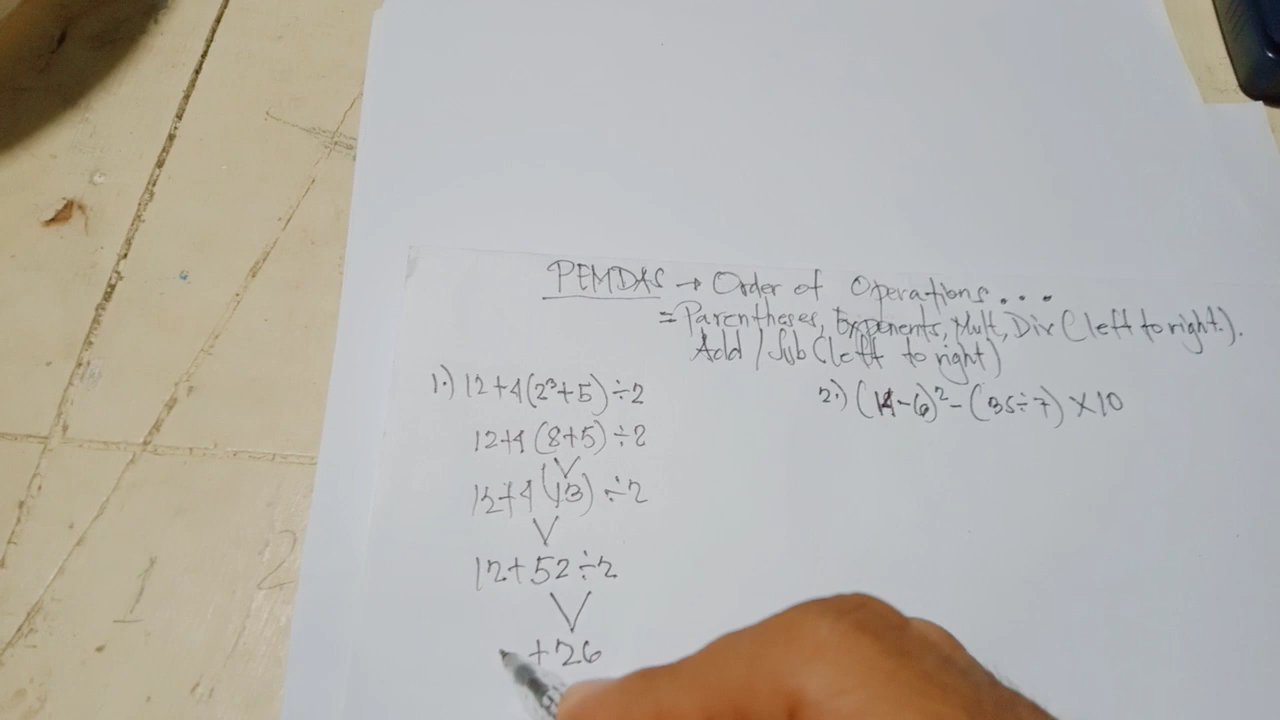 PEMDAS → Order of Operations...
= Parentheses, Exponents, Mult, Div (left to right).
Add / Sub (left to right)
1.) 12+4(2³+5)÷2
12+4(8+5)÷2
12+4(13)÷2
12+52÷2
+26
2.) (14-6)²-(35÷7)×10
1
2